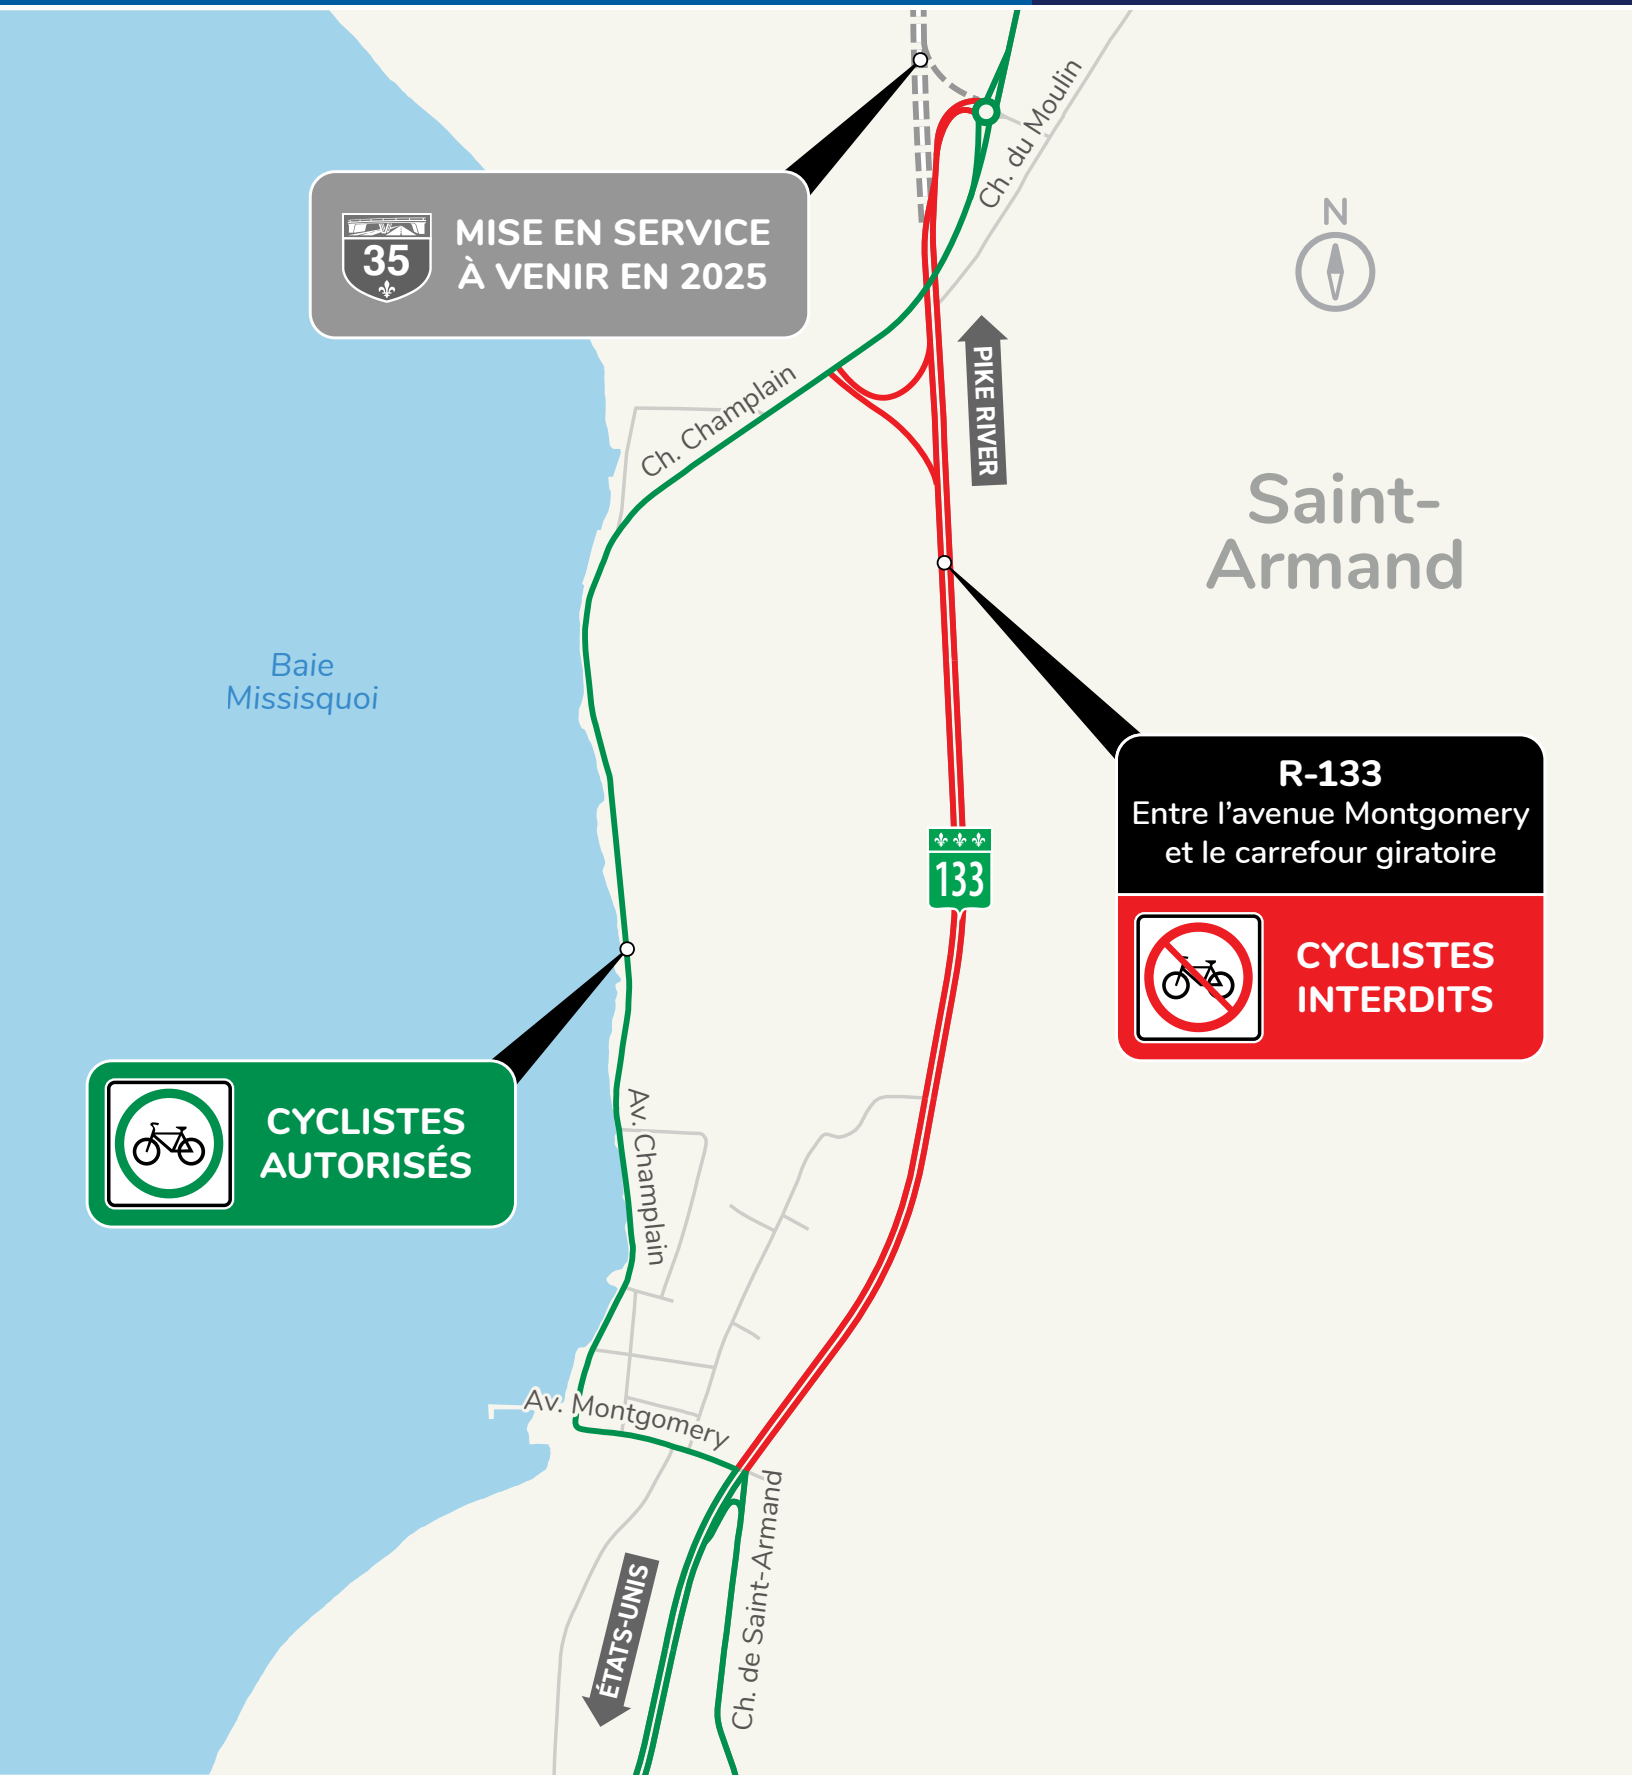 Ch. du Moulin
35
MISE EN SERVICE
À VENIR EN 2025
N
PIKE RIVER
Ch. Champlain
Saint-
Armand
Baie
Missisquoi
R-133
Entre l’avenue Montgomery
et le carrefour giratoire
133
CYCLISTES
INTERDITS
CYCLISTES
AUTORISÉS
Av. Champlain
Av. Montgomery
Ch. de Saint-Armand
ÉTATS-UNIS